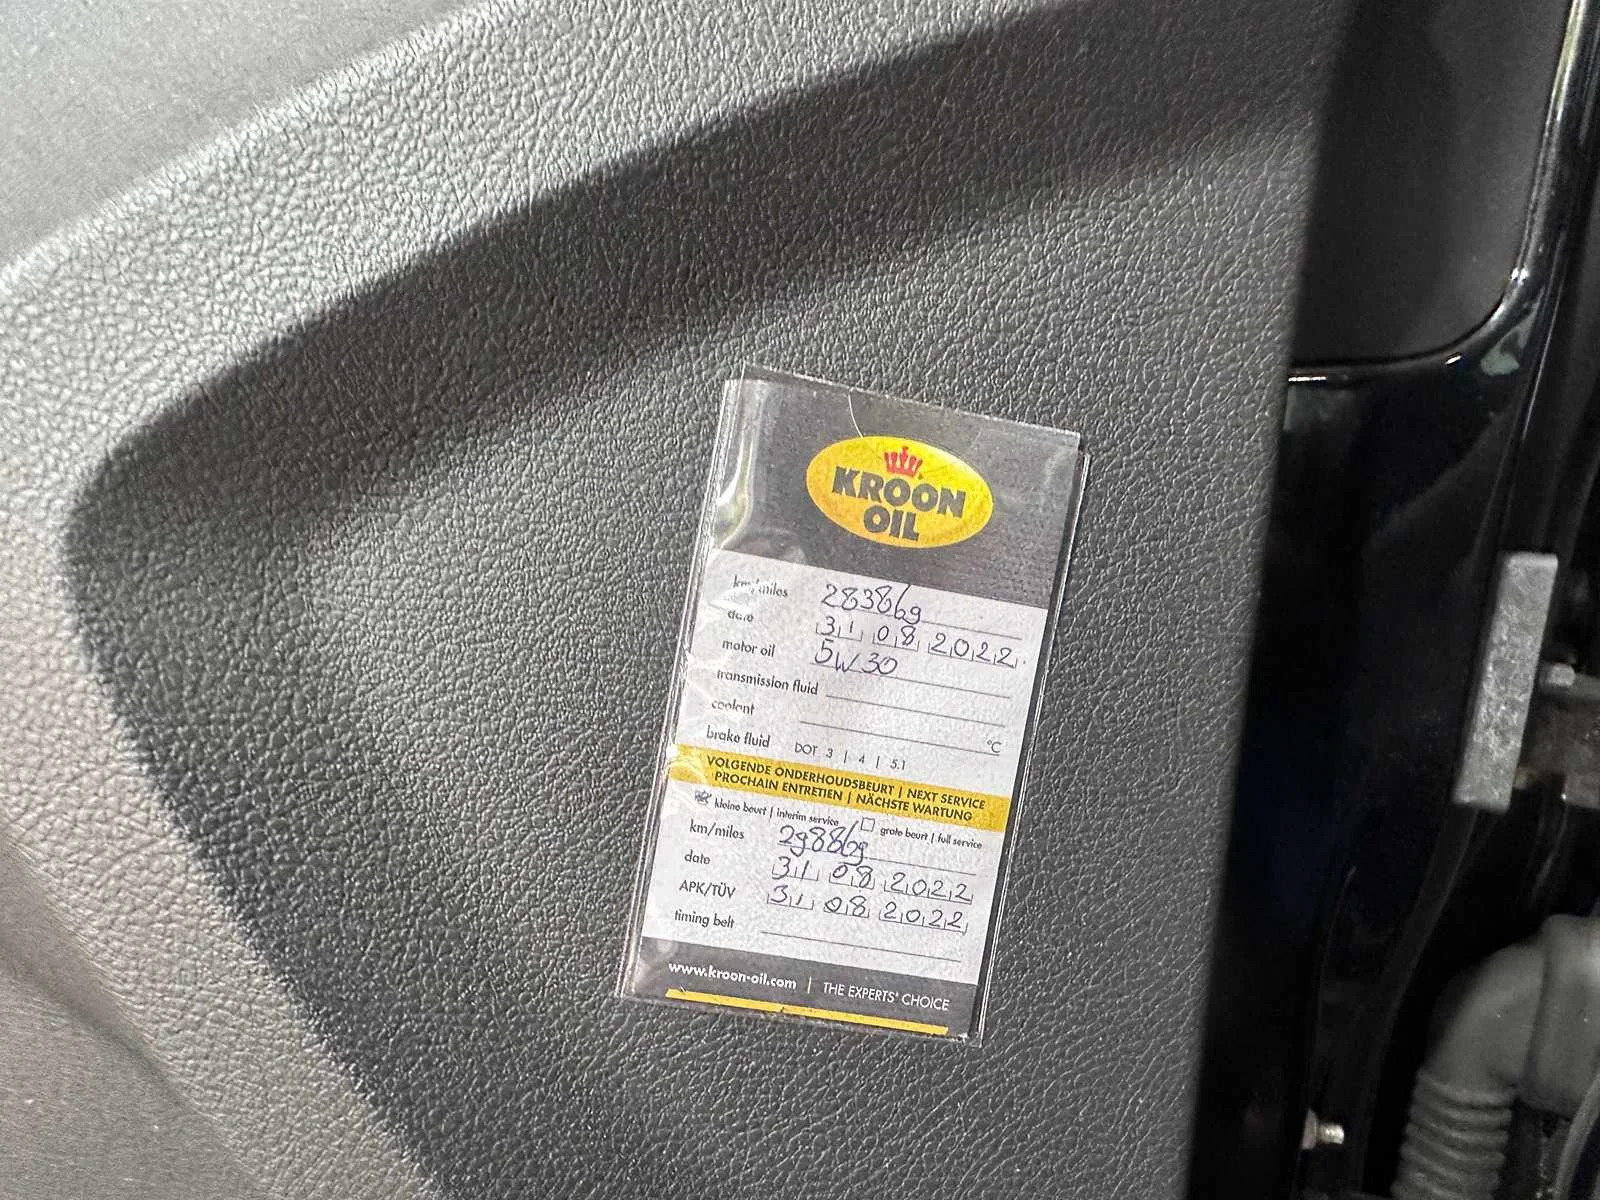 KROON
OIL
km/miles 283869
date 31 08 2022
motor oil 5W30
transmission fluid
coolant °C
brake fluid DOT 3 | 4 | 5.1
VOLGENDE ONDERHOUDSBEURT | NEXT SERVICE
PROCHAIN ENTRETIEN | NÄCHSTE WARTUNG
kleine beurt | interim service grote beurt | full service
km/miles 298869
date 31 08 2022
APK/TÜV 31 08 2022
timing belt
www.kroon-oil.com | THE EXPERTS' CHOICE